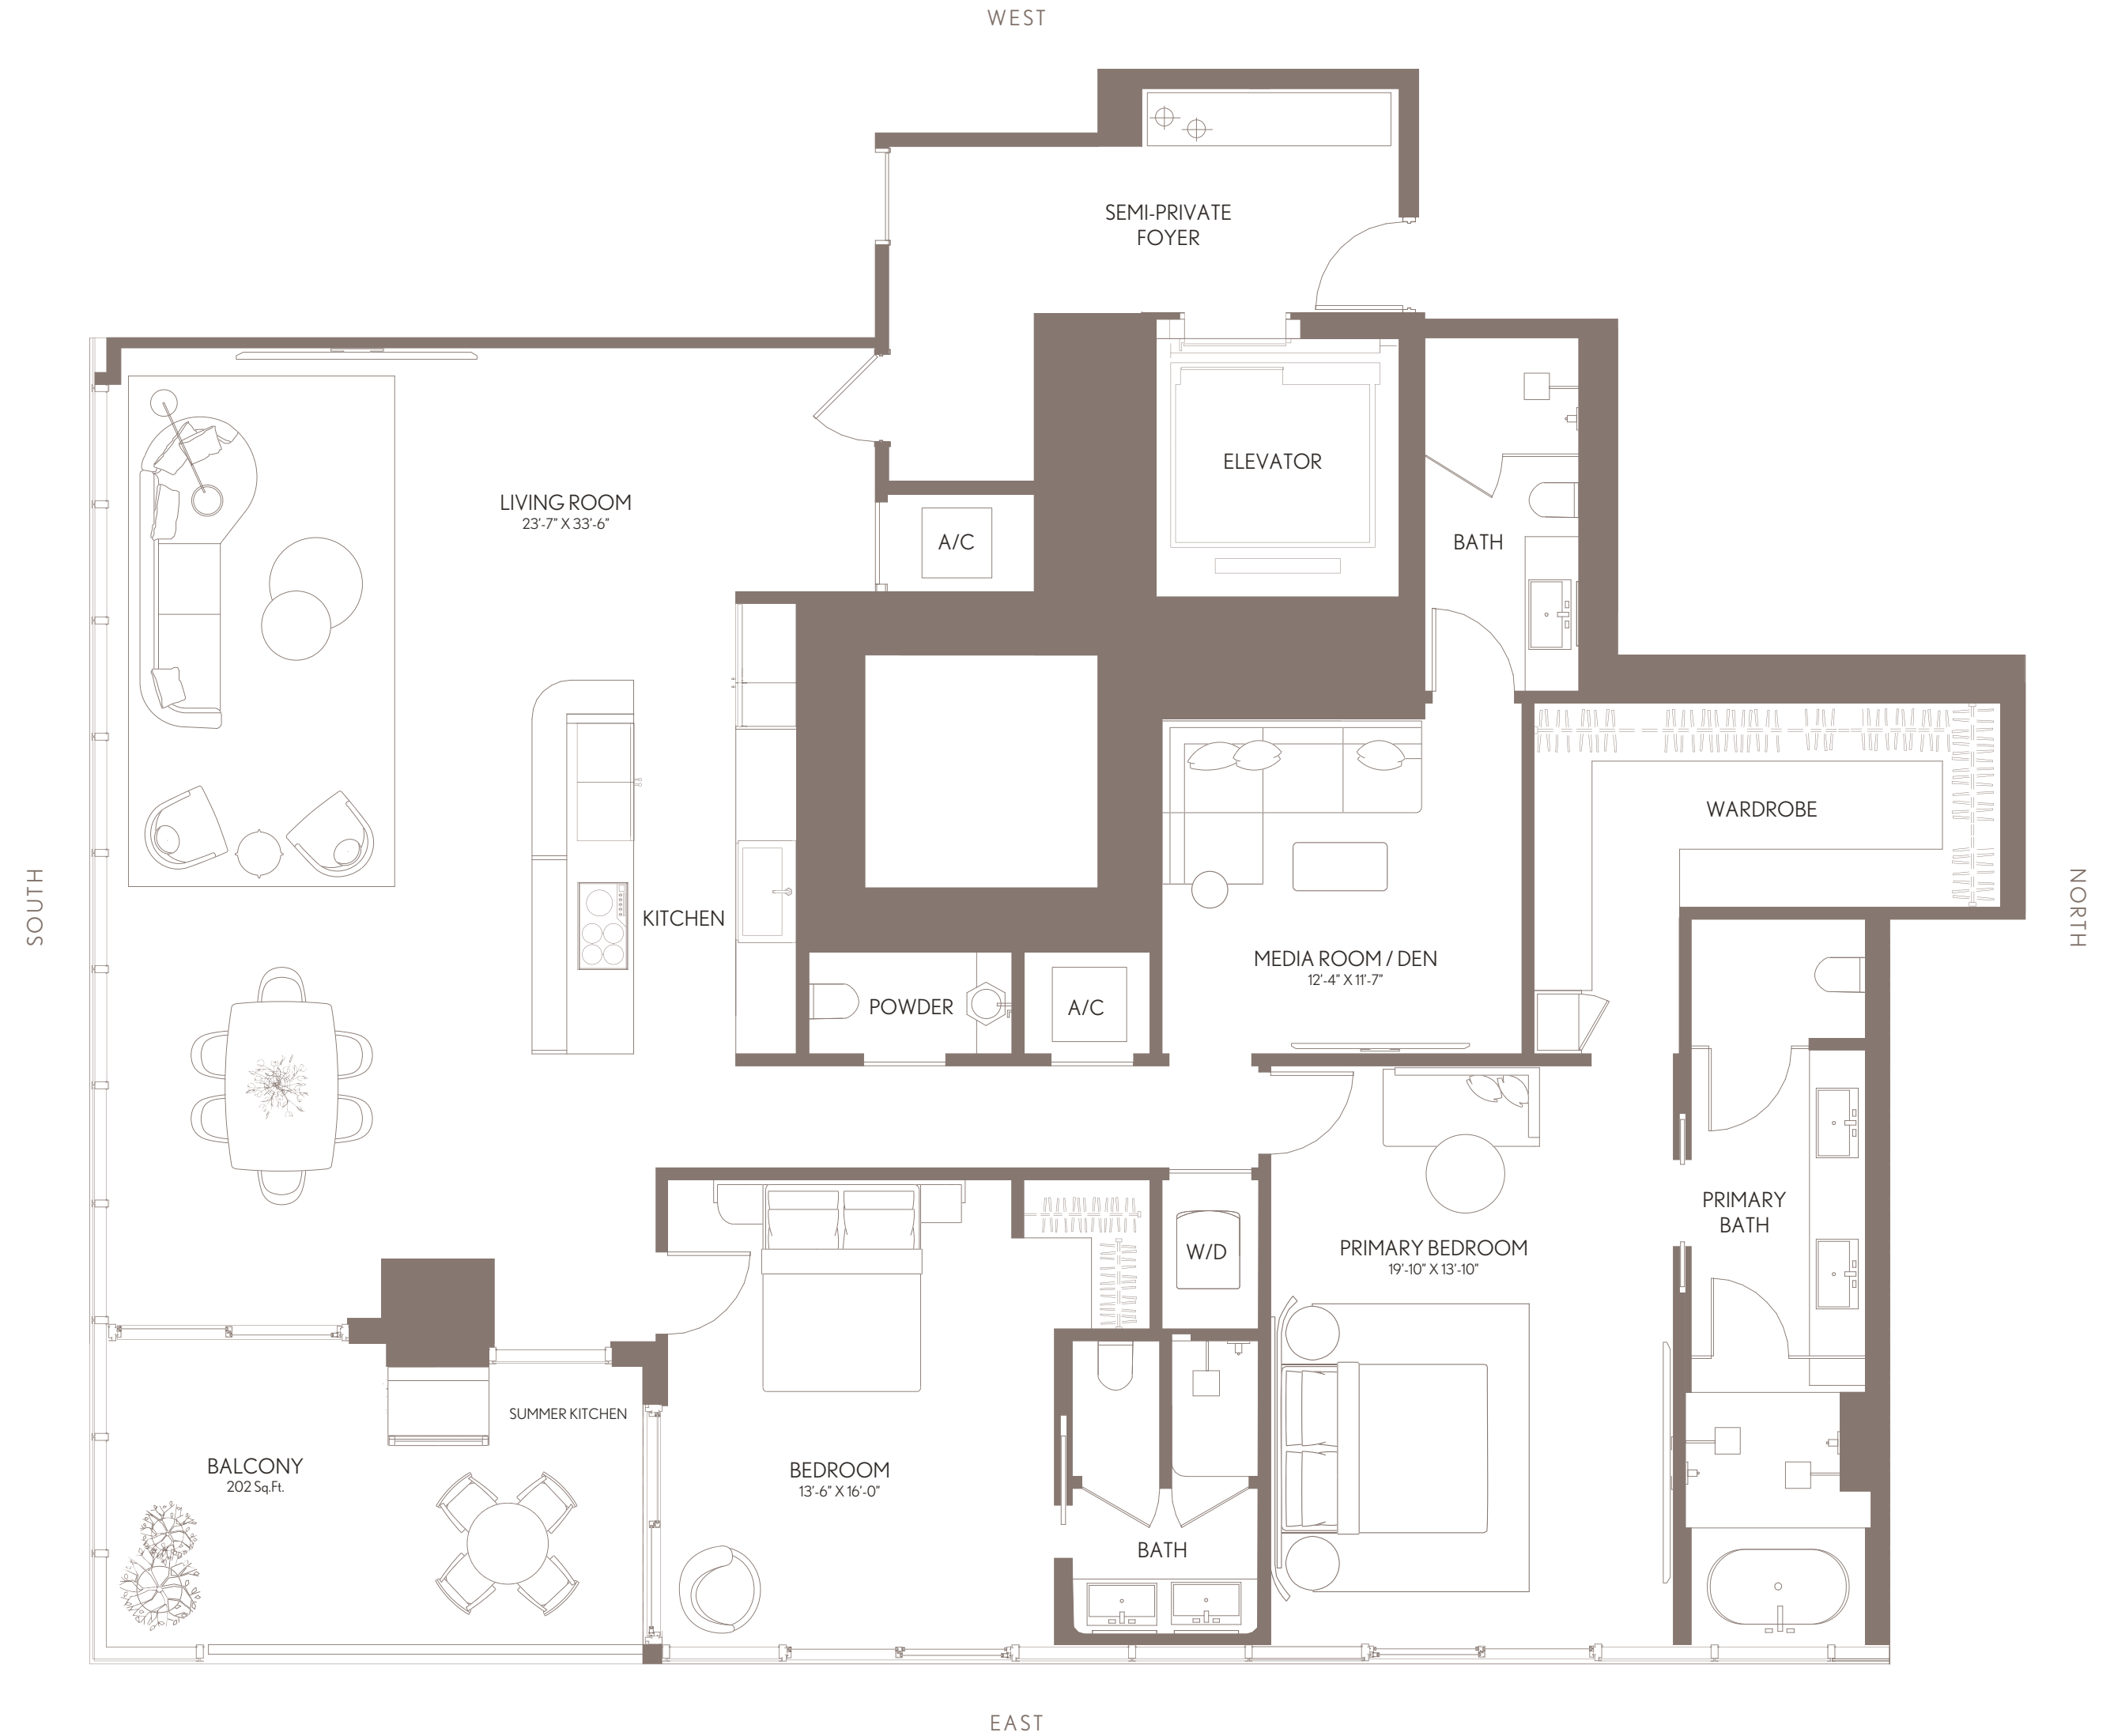 WEST
SEMI-PRIVATE
FOYER
ELEVATOR
LIVING ROOM
23'-7" X 33'-6"
A/C
BATH
WARDROBE
SOUTH
NORTH
KITCHEN
MEDIA ROOM / DEN
12'-4" X 11'-7"
POWDER
A/C
PRIMARY
BATH
W/D
PRIMARY BEDROOM
19'-10" X 13'-10"
SUMMER KITCHEN
BALCONY
202 Sq.Ft.
BEDROOM
13'-6" X 16'-0"
BATH
EAST